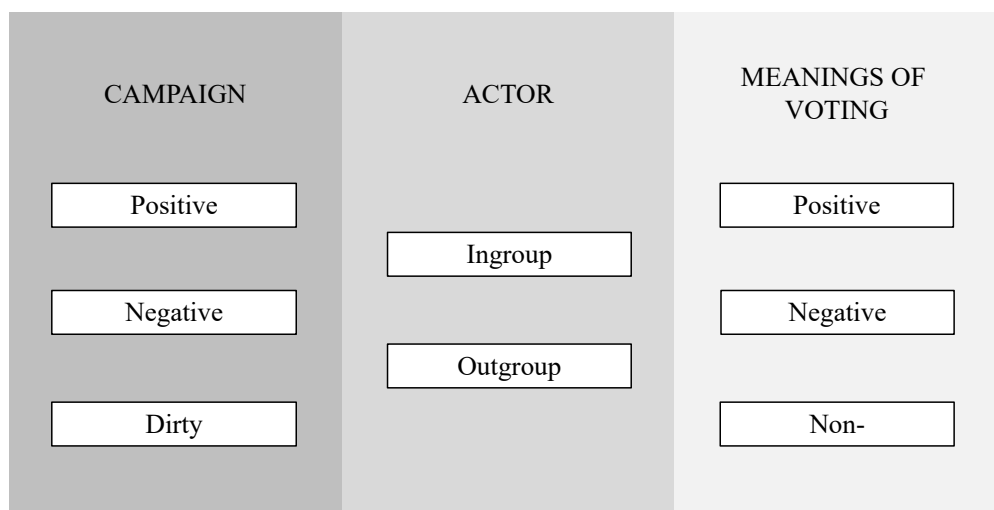 CAMPAIGN
Positive
Negative
Dirty
ACTOR
Ingroup
Outgroup
MEANINGS OF
VOTING
Positive
Negative
Non-